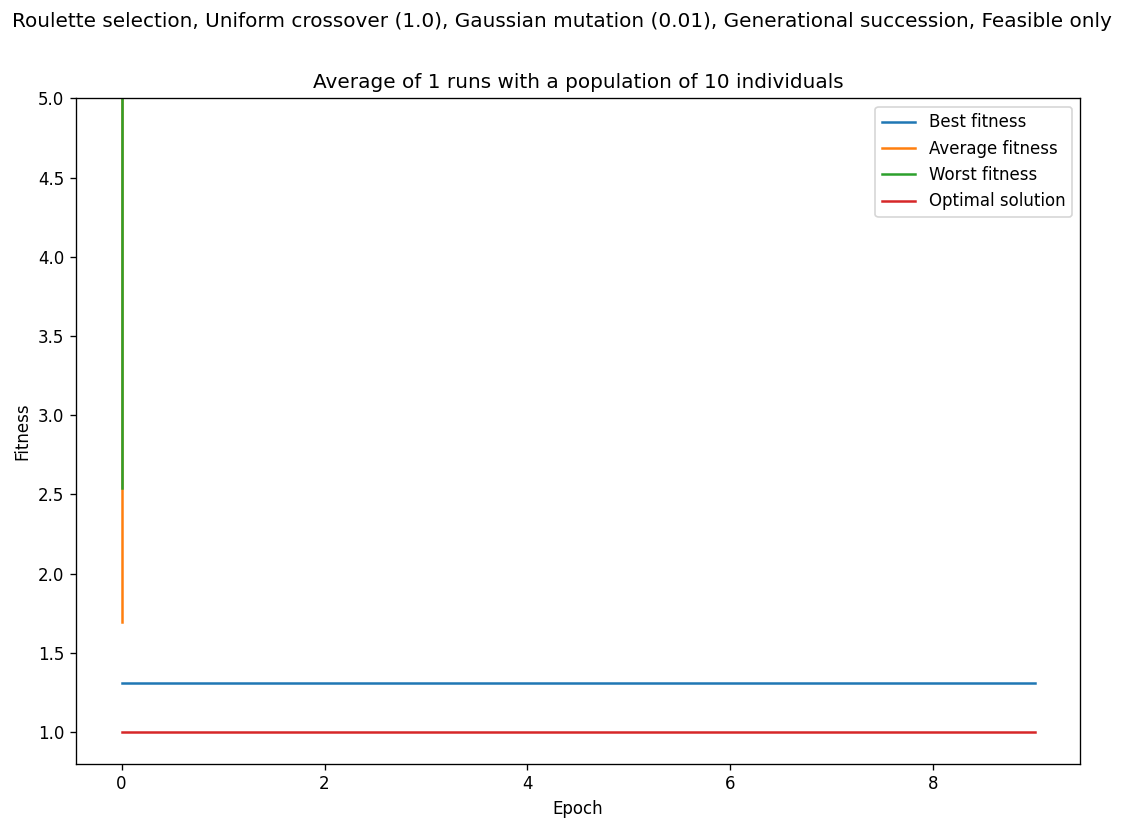 Roulette selection, Uniform crossover (1.0), Gaussian mutation (0.01), Generational succession, Feasible only
Average of 1 runs with a population of 10 individuals
5.0
4.5
4.0
3.5
3.0
2.5
2.0
1.5
1.0
Fitness
Best fitness
Average fitness
Worst fitness
Optimal solution
0
2
4
6
8
Epoch